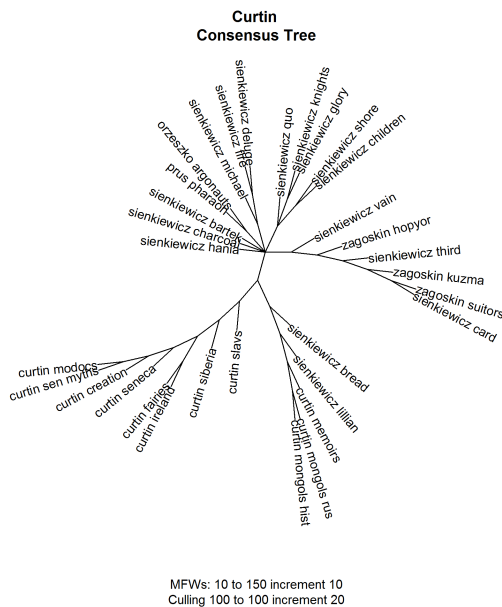 Curtin
Consensus Tree
sienkiewicz deluge
sienkiewicz fire
sienkiewicz michael
orzeszko argonauts
prus pharaoh
sienkiewicz bartek
sienkiewicz charcoal
sienkiewicz hania
sienkiewicz quo
sienkiewicz knights
sienkiewicz glory
sienkiewicz shore
sienkiewicz children
sienkiewicz vain
zagoskin hopyor
sienkiewicz third
zagoskin kuzma
zagoskin suitors
sienkiewicz card
sienkiewicz bread
sienkiewicz lillian
curtin memoirs
curtin mongols rus
curtin mongols hist
curtin slavs
curtin siberia
curtin ireland
curtin fairies
curtin seneca
curtin creation
curtin sen myths
curtin modocs
MFWs: 10 to 150 increment 10
Culling 100 to 100 increment 20